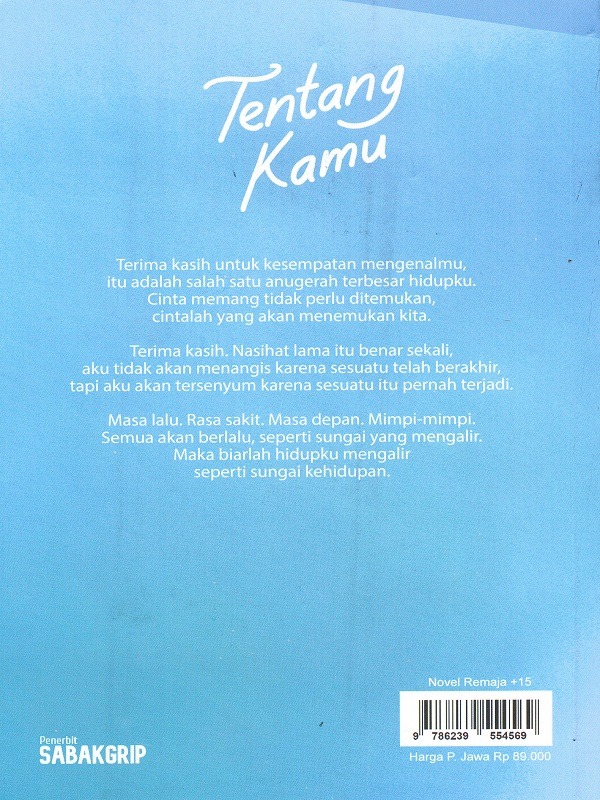 Tentang
Kamu
Terima kasih untuk kesempatan mengenalmu,
itu adalah salah satu anugerah terbesar hidupku.
Cinta memang tidak perlu ditemukan,
cintalah yang akan menemukan kita.
Terima kasih. Nasihat lama itu benar sekali,
aku tidak akan menangis karena sesuatu telah berakhir,
tapi aku akan tersenyum karena sesuatu itu pernah terjadi.
Masa lalu. Rasa sakit. Masa depan. Mimpi-mimpi.
Semua akan berlalu, seperti sungai yang mengalir.
Maka biarlah hidupku mengalir
seperti sungai kehidupan.
Novel Remaja +15
9 786239 554569
Harga P. Jawa Rp 89.000
Penerbit
SABAKGRIP